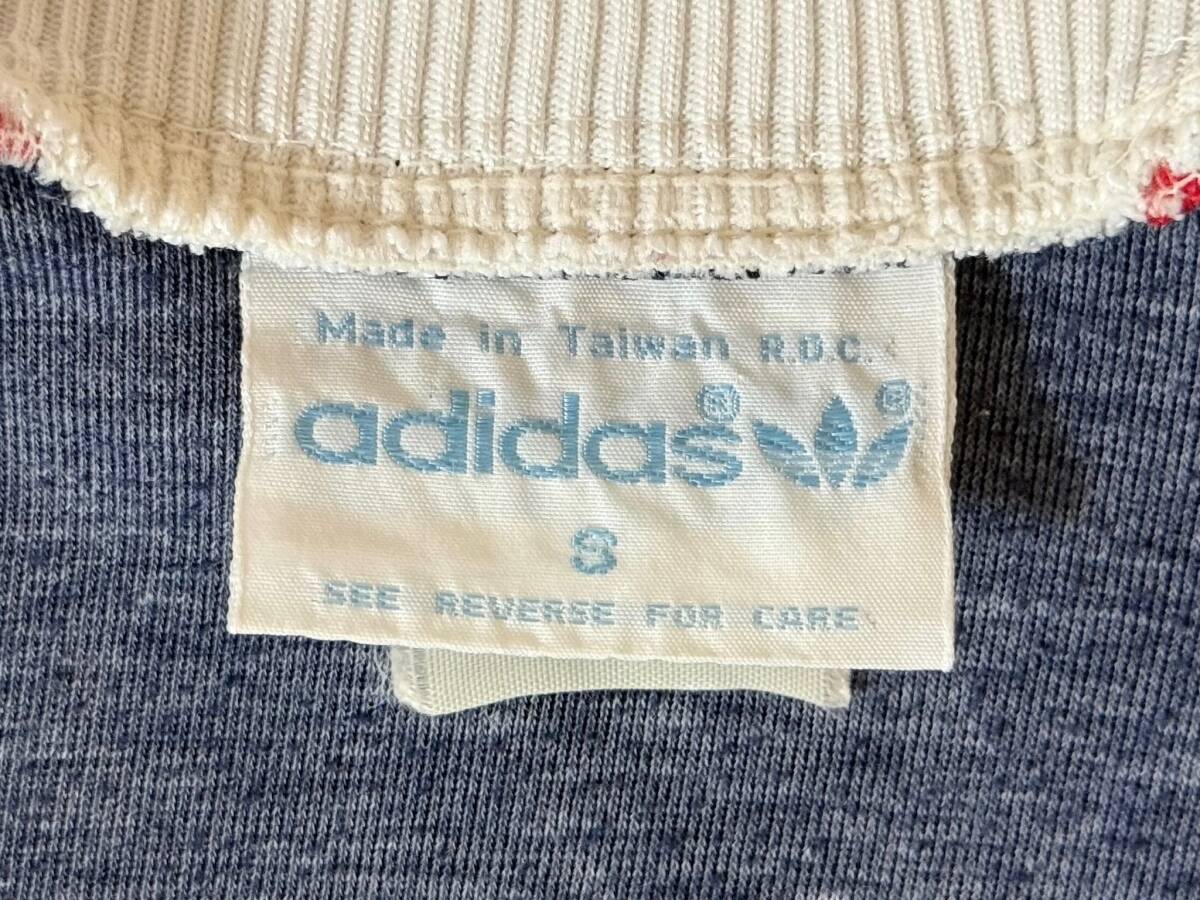 Made in Taiwan R.O.C.
adidas®®
S
SEE REVERSE FOR CARE